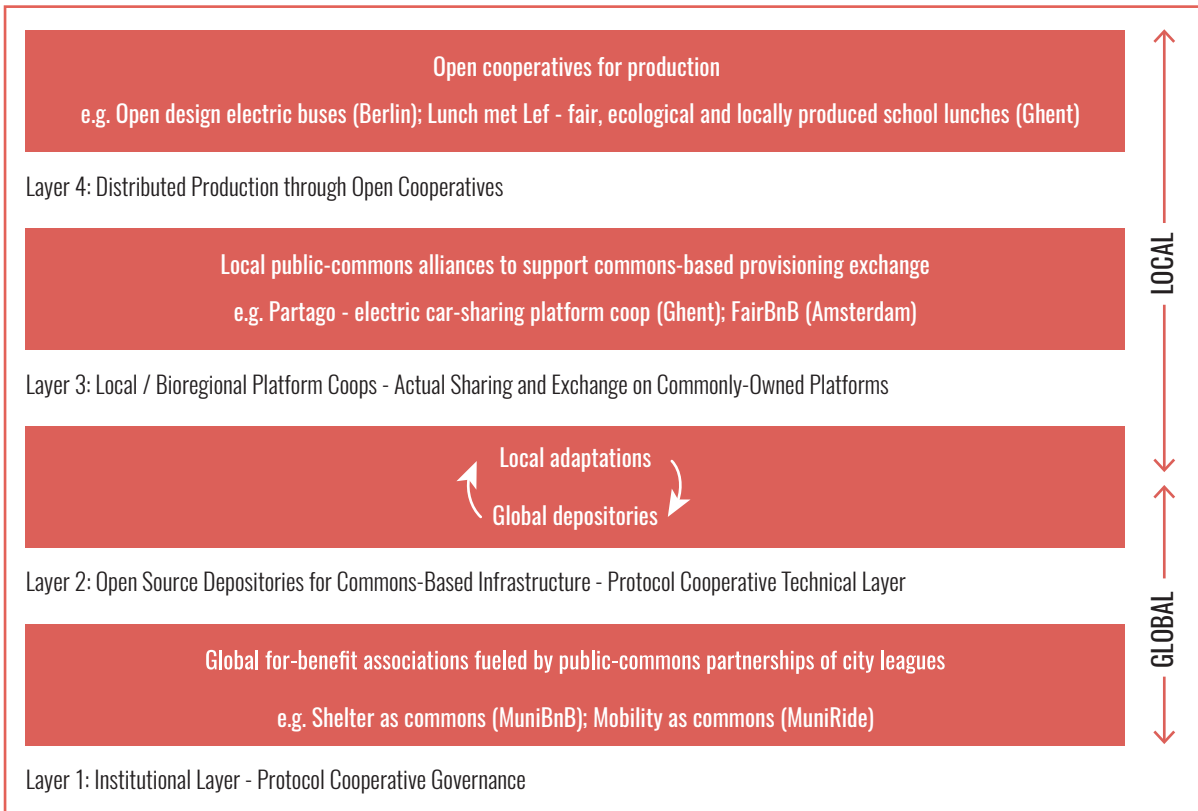 Open cooperatives for production
e.g. Open design electric buses (Berlin); Lunch met Lef - fair, ecological and locally produced school lunches (Ghent)
Layer 4: Distributed Production through Open Cooperatives
Local public-commons alliances to support commons-based provisioning exchange
e.g. Partago - electric car-sharing platform coop (Ghent); FairBnB (Amsterdam)
Layer 3: Local / Bioregional Platform Coops - Actual Sharing and Exchange on Commonly-Owned Platforms
LOCAL
Local adaptations
Global depositories
Layer 2: Open Source Depositories for Commons-Based Infrastructure - Protocol Cooperative Technical Layer
Global for-benefit associations fueled by public-commons partnerships of city leagues
e.g. Shelter as commons (MuniBnB); Mobility as commons (MuniRide)
Layer 1: Institutional Layer - Protocol Cooperative Governance
GLOBAL